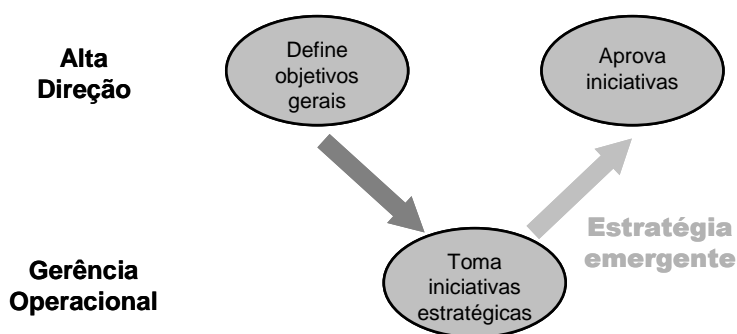 Alta
Direção
Define
objetivos
gerais
Aprova
iniciativas
Estratégia
emergente
Gerência
Operacional
Toma
iniciativas
estratégicas